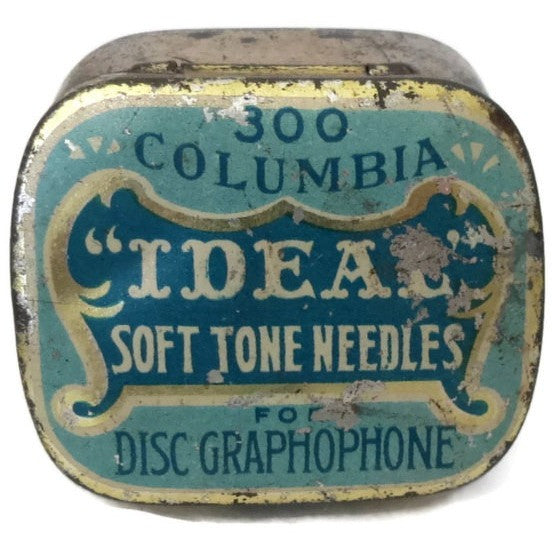 300
COLUMBIA
"IDEAL"
SOFT TONE NEEDLES
FOR
DISC GRAPHOPHONE